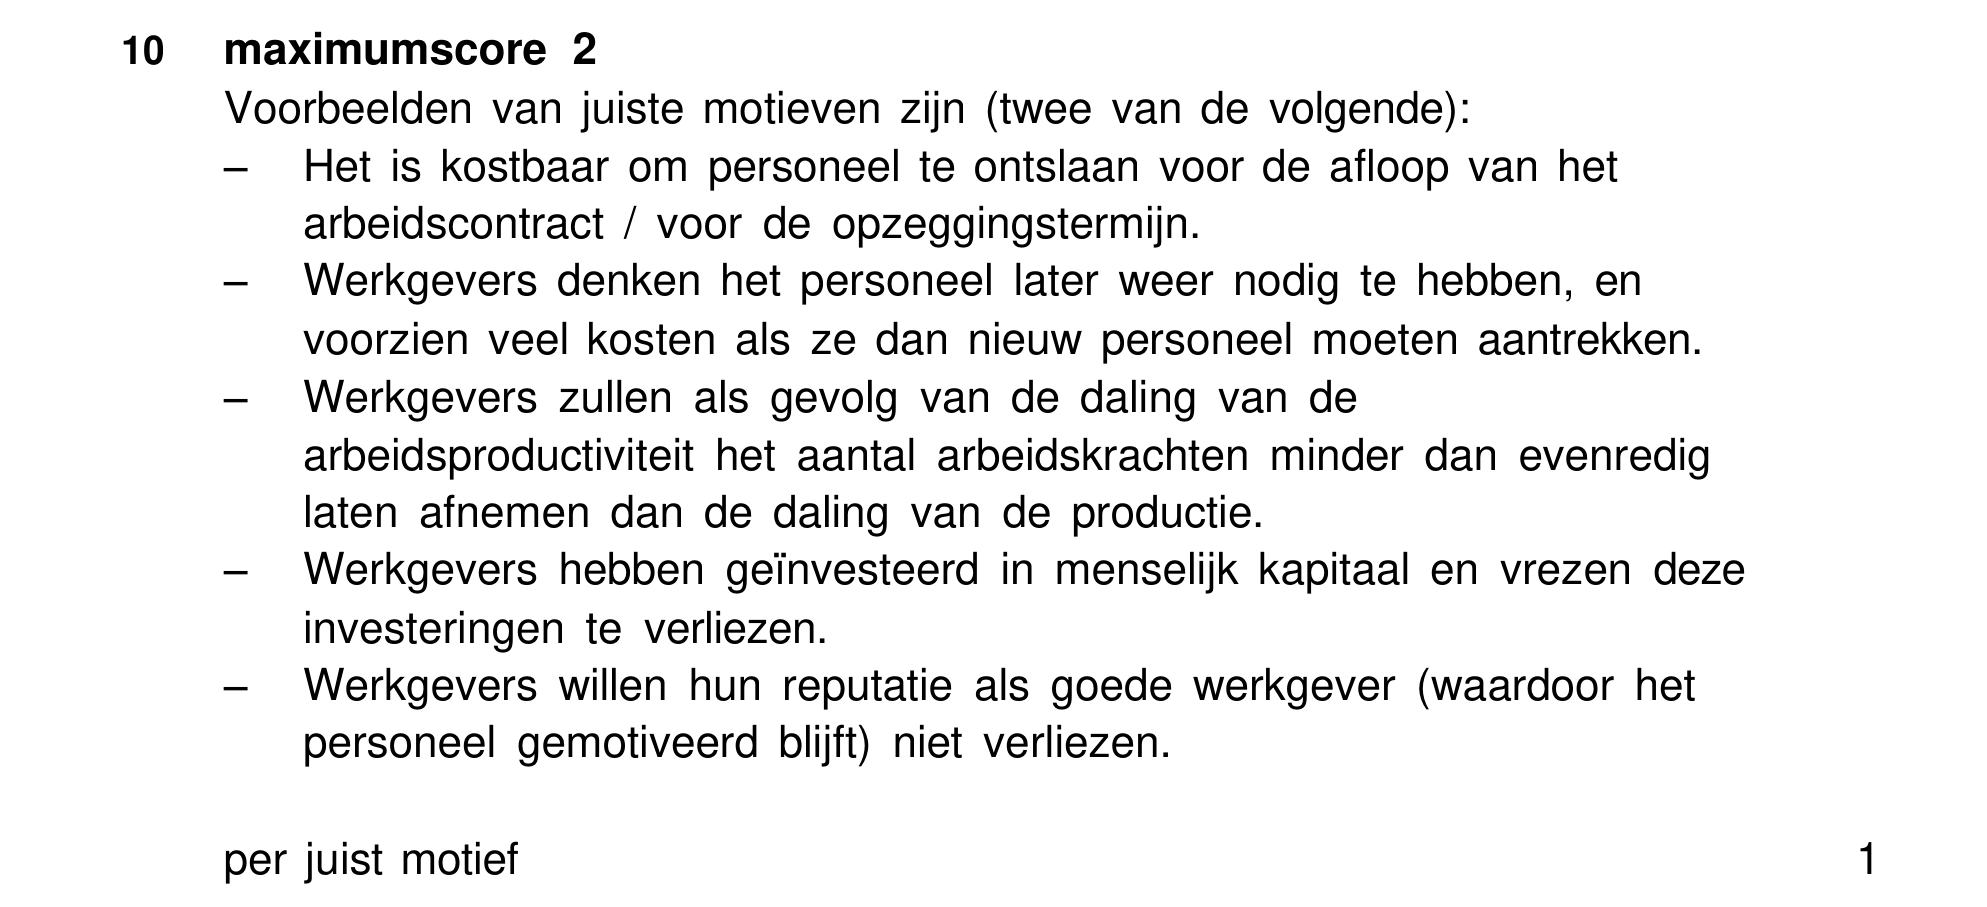 10 maximumscore 2
Voorbeelden van juiste motieven zijn (twee van de volgende):
– Het is kostbaar om personeel te ontslaan voor de afloop van het
arbeidscontract / voor de opzeggingstermijn.
– Werkgevers denken het personeel later weer nodig te hebben, en
voorzien veel kosten als ze dan nieuw personeel moeten aantrekken.
– Werkgevers zullen als gevolg van de daling van de
arbeidsproductiviteit het aantal arbeidskrachten minder dan evenredig
laten afnemen dan de daling van de productie.
– Werkgevers hebben geïnvesteerd in menselijk kapitaal en vrezen deze
investeringen te verliezen.
– Werkgevers willen hun reputatie als goede werkgever (waardoor het
personeel gemotiveerd blijft) niet verliezen.
per juist motief 1